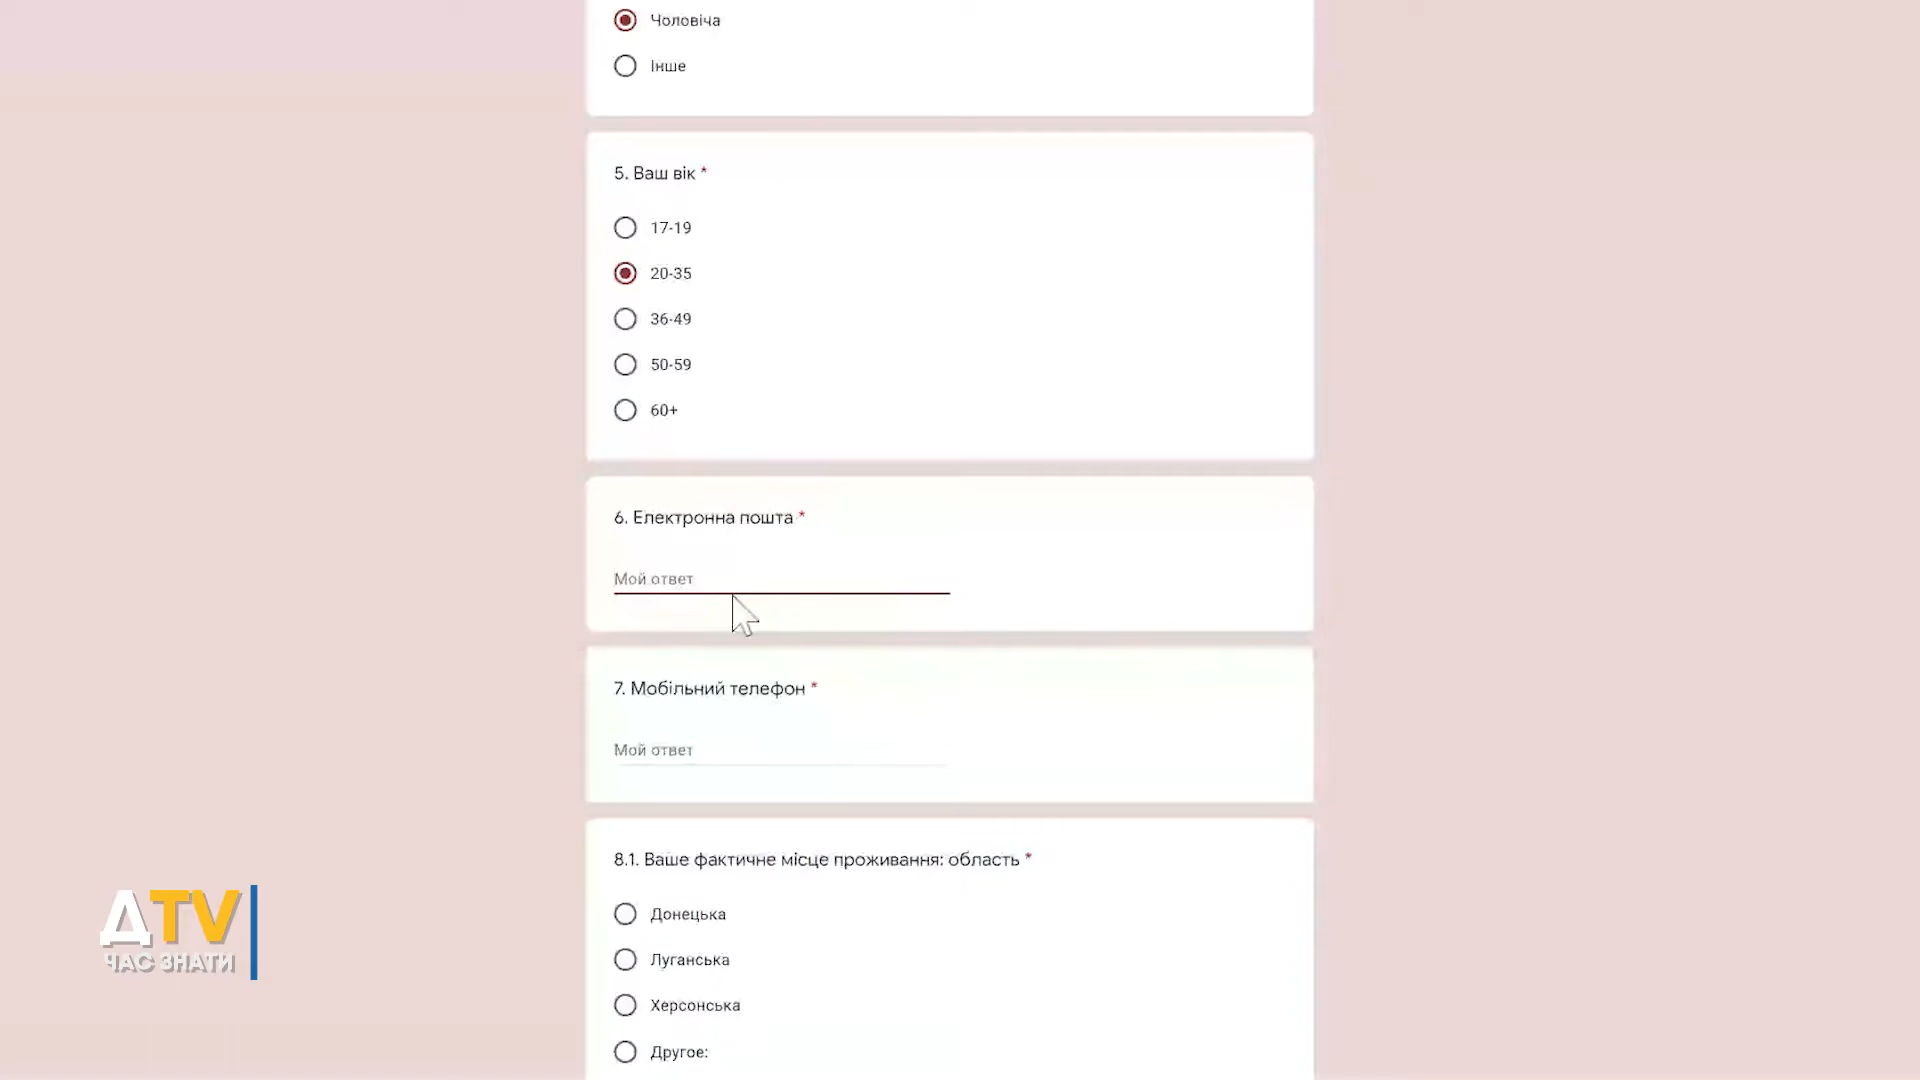 Чоловіча
Інше
5. Ваш вік *
17-19
20-35
36-49
50-59
60+
6. Електронна пошта *
Мой ответ
7. Мобільний телефон *
Мой ответ
8.1. Ваше фактичне місце проживання: область *
Донецька
Луганська
Херсонська
Другое:
ДTV
ЧАС ЗНАТИ